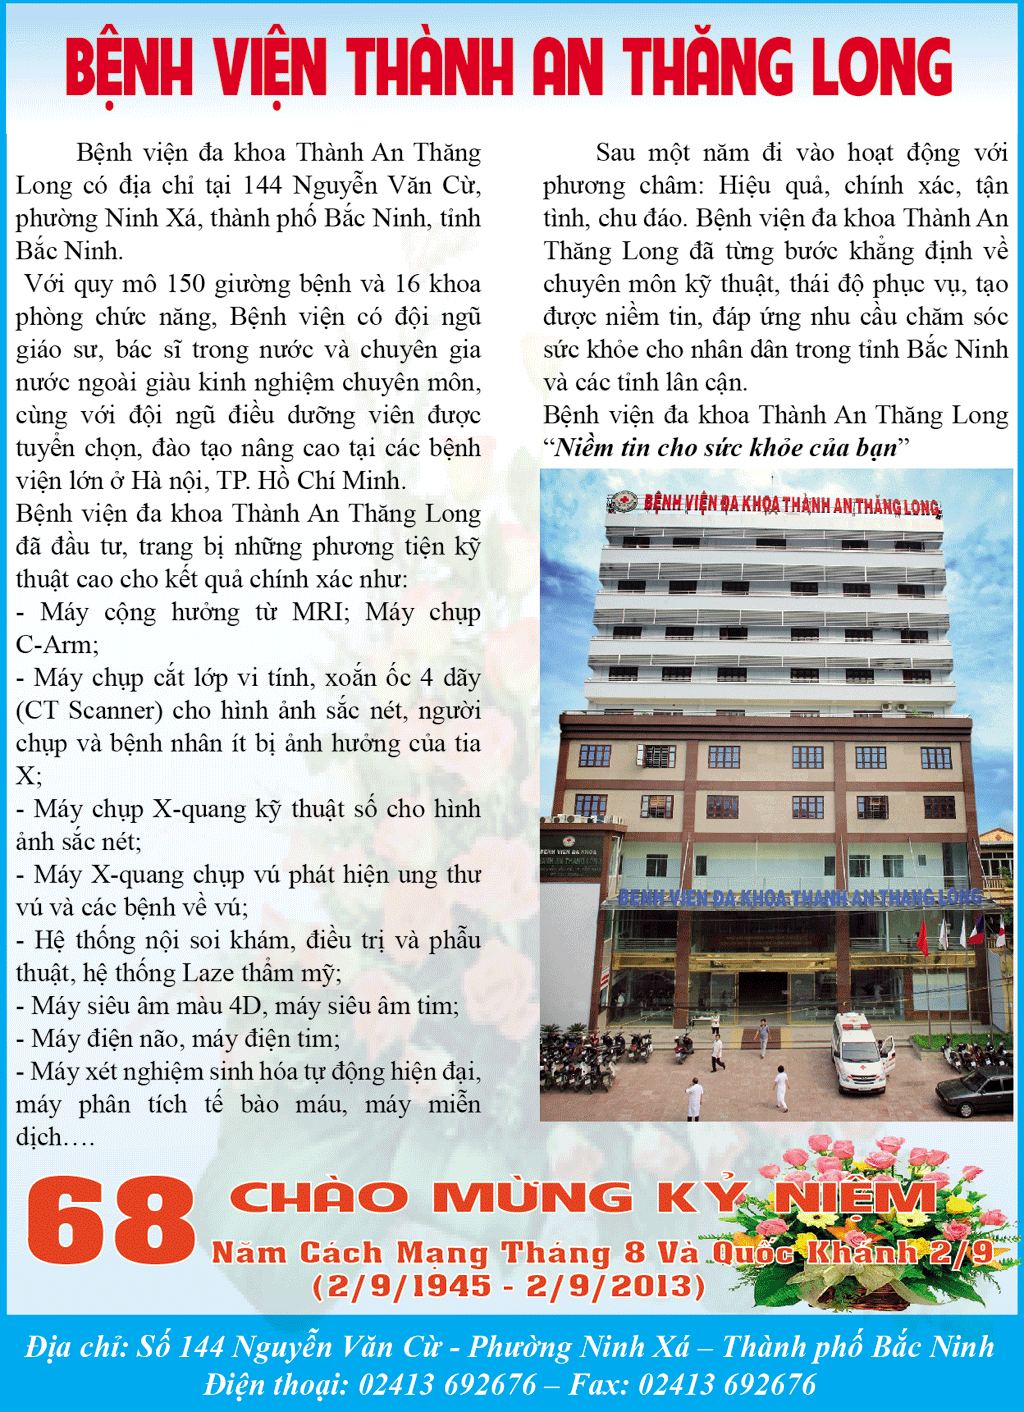 BỆNH VIỆN THÀNH AN THĂNG LONG
Bệnh viện đa khoa Thành An Thăng
Long có địa chỉ tại 144 Nguyễn Văn Cừ,
phường Ninh Xá, thành phố Bắc Ninh, tỉnh
Bắc Ninh.
Với quy mô 150 giường bệnh và 16 khoa
phòng chức năng, Bệnh viện có đội ngũ
giáo sư, bác sĩ trong nước và chuyên gia
nước ngoài giàu kinh nghiệm chuyên môn,
cùng với đội ngũ điều dưỡng viên được
tuyển chọn, đào tạo nâng cao tại các bệnh
viện lớn ở Hà nội, TP. Hồ Chí Minh.
Bệnh viện đa khoa Thành An Thăng Long
đã đầu tư, trang bị những phương tiện kỹ
thuật cao cho kết quả chính xác như:
- Máy cộng hưởng từ MRI; Máy chụp
C-Arm;
- Máy chụp cắt lớp vi tính, xoắn ốc 4 dãy
(CT Scanner) cho hình ảnh sắc nét, người
chụp và bệnh nhân ít bị ảnh hưởng của tia
X;
- Máy chụp X-quang kỹ thuật số cho hình
ảnh sắc nét;
- Máy X-quang chụp vú phát hiện ung thư
vú và các bệnh về vú;
- Hệ thống nội soi khám, điều trị và phẫu
thuật, hệ thống Laze thẩm mỹ;
- Máy siêu âm màu 4D, máy siêu âm tim;
- Máy điện não, máy điện tim;
- Máy xét nghiệm sinh hóa tự động hiện đại,
máy phân tích tế bào máu, máy miễn
dịch….
Sau một năm đi vào hoạt động với
phương châm: Hiệu quả, chính xác, tận
tình, chu đáo. Bệnh viện đa khoa Thành An
Thăng Long đã từng bước khẳng định về
chuyên môn kỹ thuật, thái độ phục vụ, tạo
được niềm tin, đáp ứng nhu cầu chăm sóc
sức khỏe cho nhân dân trong tỉnh Bắc Ninh
và các tỉnh lân cận.
Bệnh viện đa khoa Thành An Thăng Long
“Niềm tin cho sức khỏe của bạn”
BỆNH VIỆN ĐA KHOA THÀNH AN THĂNG LONG
BỆNH VIỆN ĐA KHOA
THÀNH AN THĂNG LONG
BỆNH VIỆN ĐA KHOA THÀNH AN THĂNG LONG
68
CHÀO MỪNG KỶ NIỆM
Năm Cách Mạng Tháng 8 Và Quốc Khánh 2/9
(2/9/1945 - 2/9/2013)
Địa chỉ: Số 144 Nguyễn Văn Cừ - Phường Ninh Xá – Thành phố Bắc Ninh
Điện thoại: 02413 692676 – Fax: 02413 692676